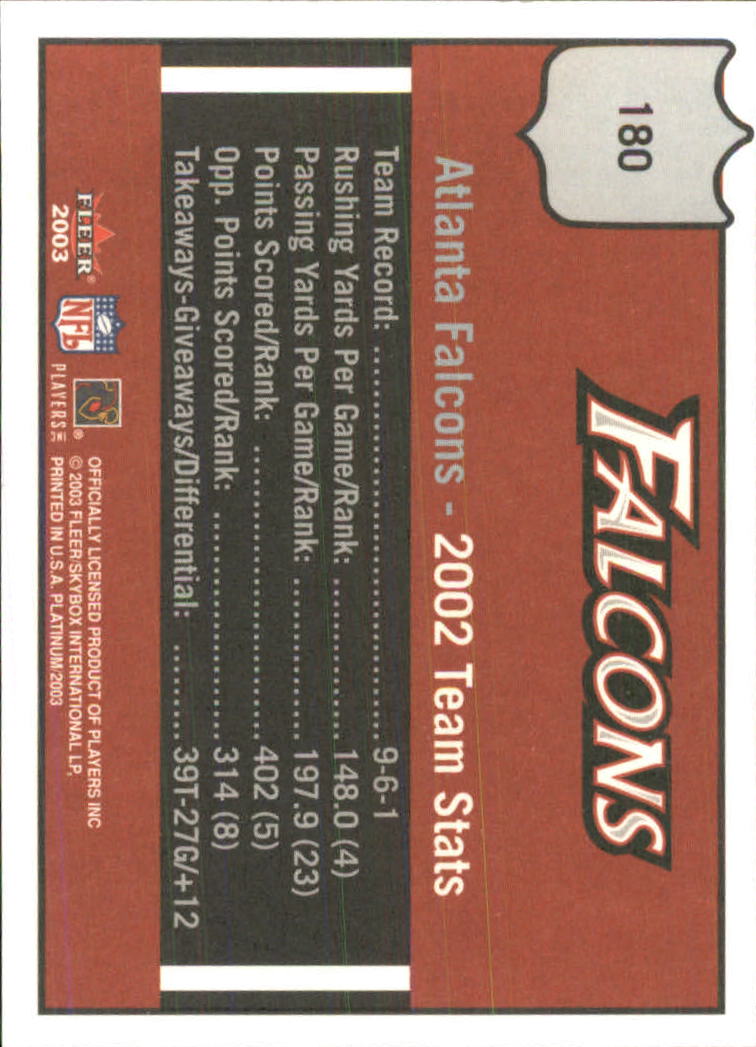 180
FALCONS
Atlanta Falcons - 2002 Team Stats
Team Record: 9-6-1
Rushing Yards Per Game/Rank: 148.0 (4)
Passing Yards Per Game/Rank: 197.9 (23)
Points Scored/Rank: 402 (5)
Opp. Points Scored/Rank: 314 (8)
Takeaways-Giveaways/Differential: 39T-27G/+12
FLEER®
2003
NFL
PLAYERS INC ®
OFFICIALLY LICENSED PRODUCT OF PLAYERS INC
© 2003 FLEER/SKYBOX INTERNATIONAL LP,
PRINTED IN U.S.A. PLATINUM/2003